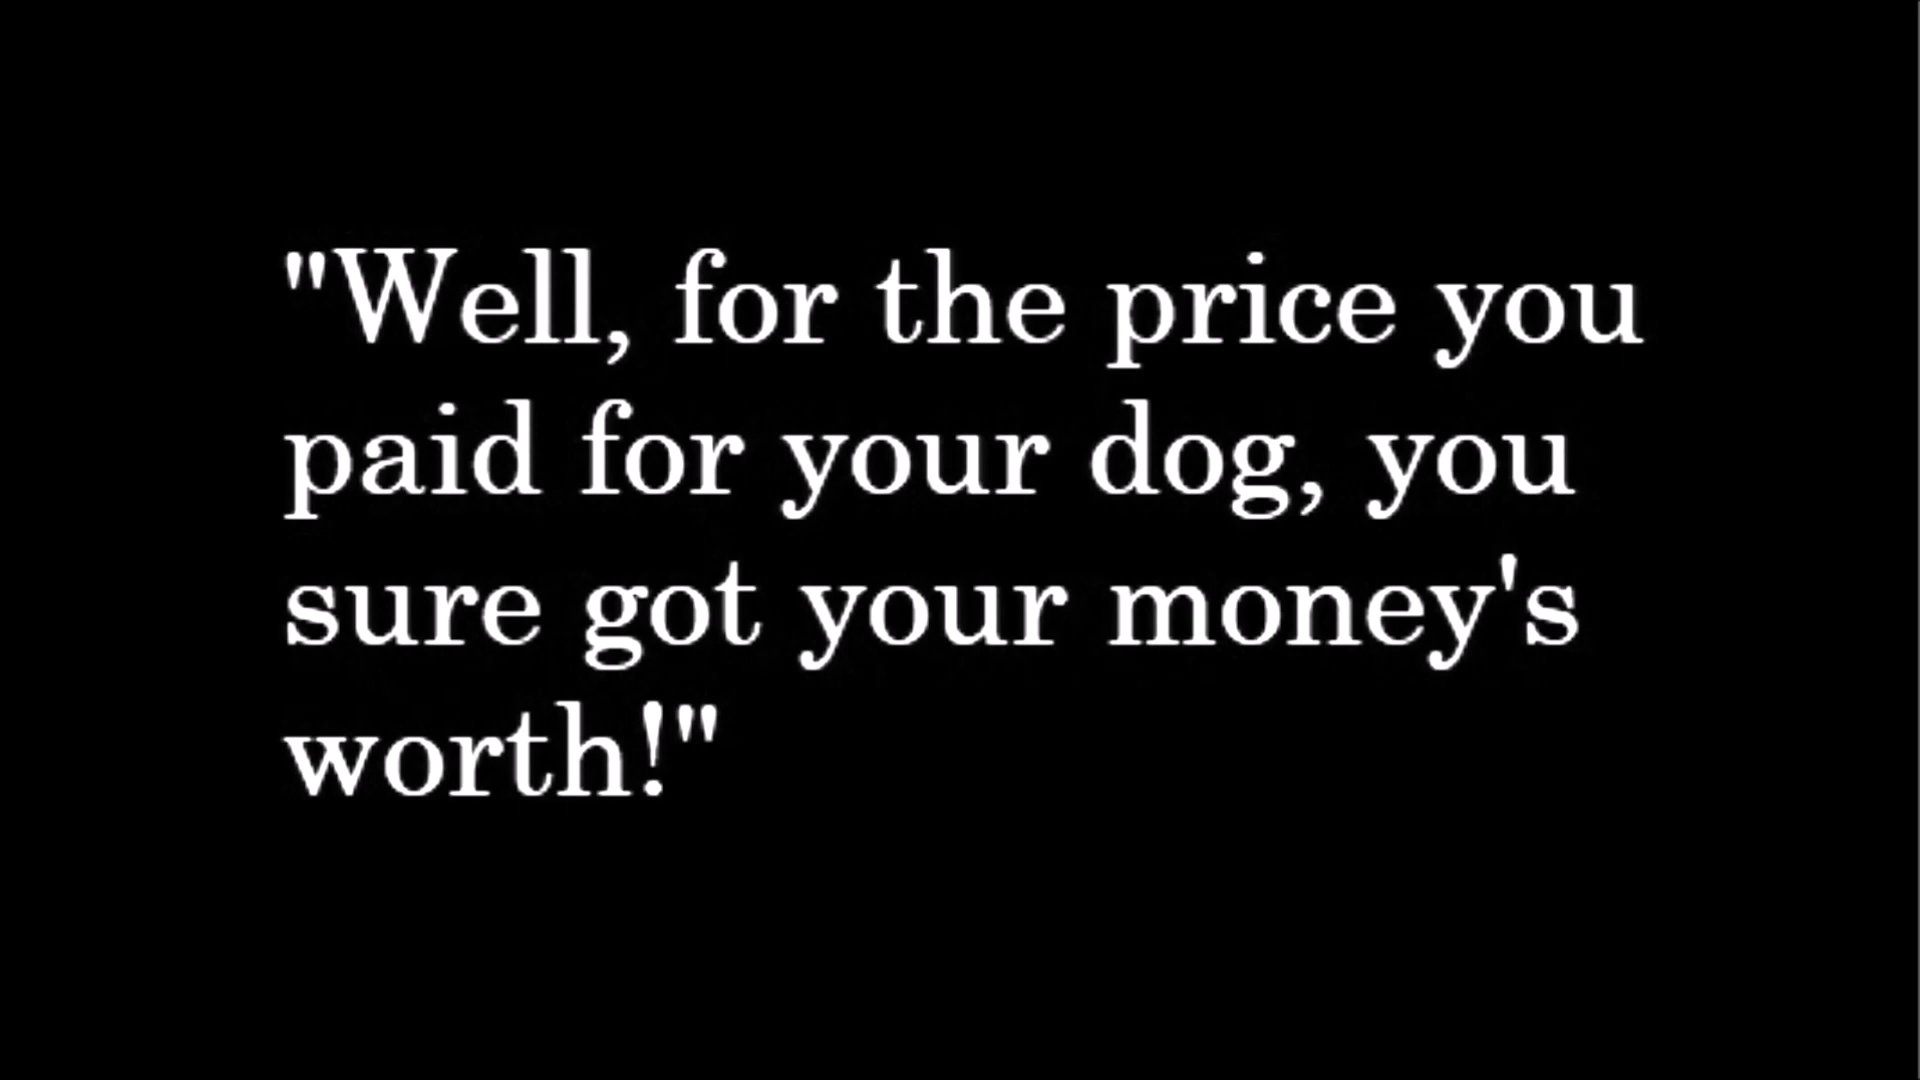 "Well, for the price you
paid for your dog, you
sure got your money's
worth!"